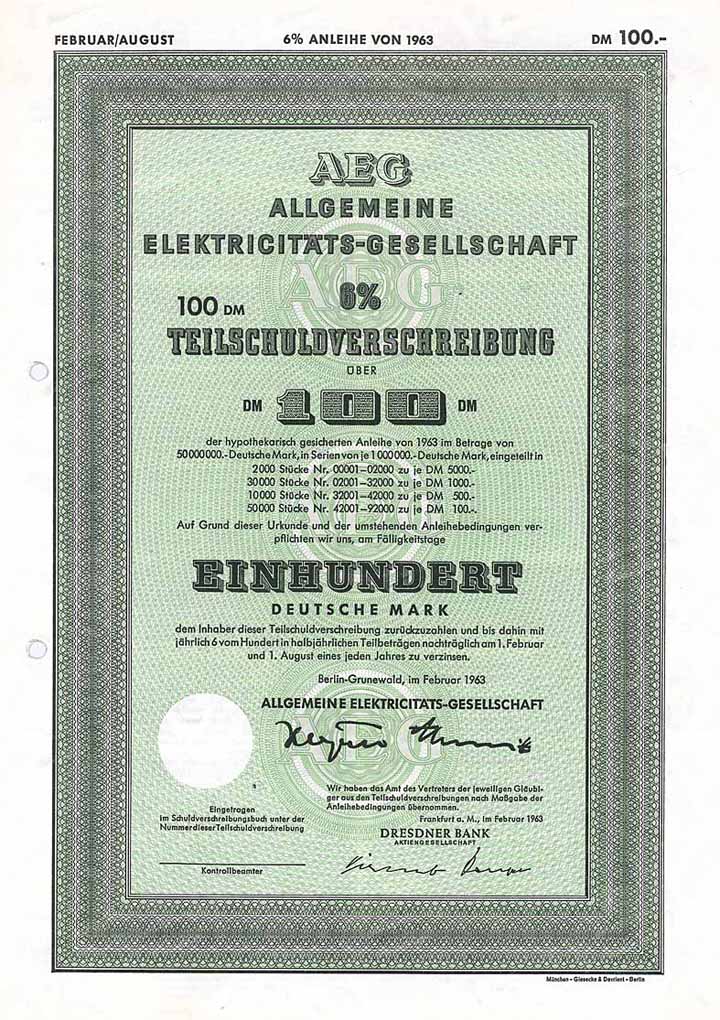 FEBRUAR/AUGUST 6% ANLEIHE VON 1963 DM 100.-
AEG
ALLGEMEINE
ELEKTRICITÄTS-GESELLSCHAFT
AEG
100 DM 6%
TEILSCHULDVERSCHREIBUNG
ÜBER
DM 100 DM
der hypothekarisch gesicherten Anleihe von 1963 im Betrage von
50000000.-Deutsche Mark, in Serien von je 1000000.-Deutsche Mark, eingeteilt in
2000 Stücke Nr. 00001—02000 zu je DM 5000.-
30000 Stücke Nr. 02001—32000 zu je DM 1000.-
10000 Stücke Nr. 32001—42000 zu je DM 500.-
50000 Stücke Nr. 42001—92000 zu je DM 100.-
Auf Grund dieser Urkunde und der umstehenden Anleihebedingungen ver-
pflichten wir uns, am Fälligkeitstage
EINHUNDERT
DEUTSCHE MARK
dem Inhaber dieser Teilschuldverschreibung zurückzuzahlen und bis dahin mit
jährlich 6 vom Hundert in halbjährlichen Teilbeträgen nachträglich am 1. Februar
und 1. August eines jeden Jahres zu verzinsen.
Berlin-Grunewald, im Februar 1963
ALLGEMEINE ELEKTRICITÄTS-GESELLSCHAFT
AEG
Wir haben das Amt des Vertreters der jeweiligen Gläubi-
ger aus den Teilschuldverschreibungen nach Maßgabe der
Anleihebedingungen übernommen.
Frankfurt a. M., im Februar 1963
DRESDNER BANK
AKTIENGESELLSCHAFT
Eingetragen
im Schuldverschreibungsbuch unter der
Nummer dieser Teilschuldverschreibung
Kontrollbeamter
München - Giesecke & Devrient - Berlin